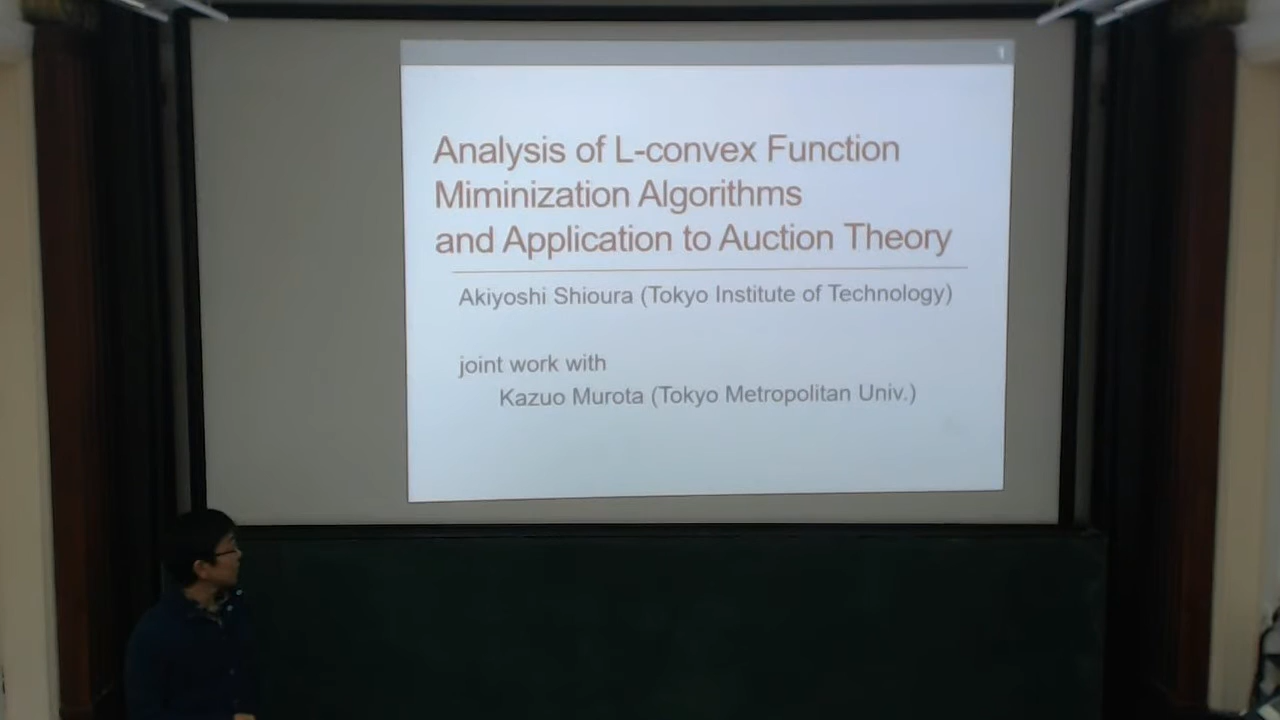 1
Analysis of L-convex Function
Miminization Algorithms
and Application to Auction Theory
Akiyoshi Shioura (Tokyo Institute of Technology)
joint work with
Kazuo Murota (Tokyo Metropolitan Univ.)